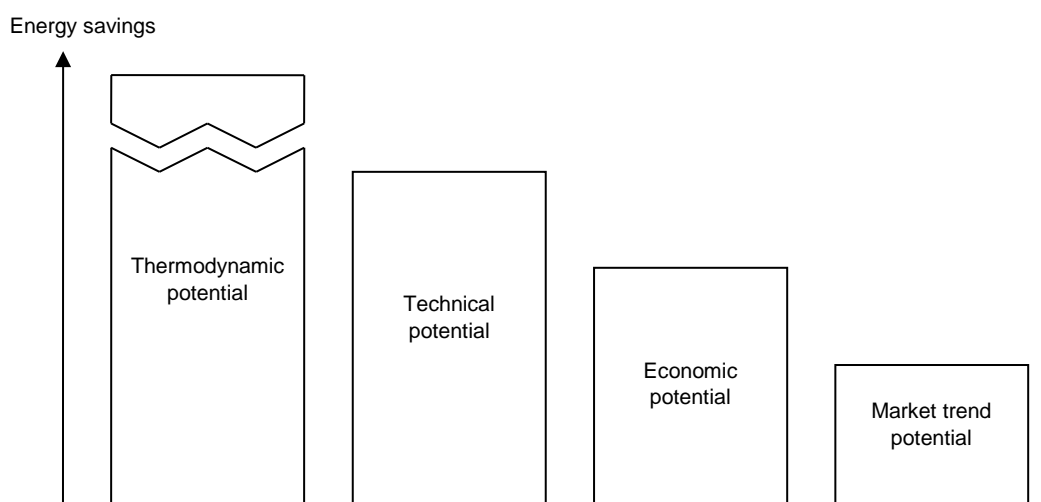 Energy savings
Thermodynamic
potential
Technical
potential
Economic
potential
Market trend
potential